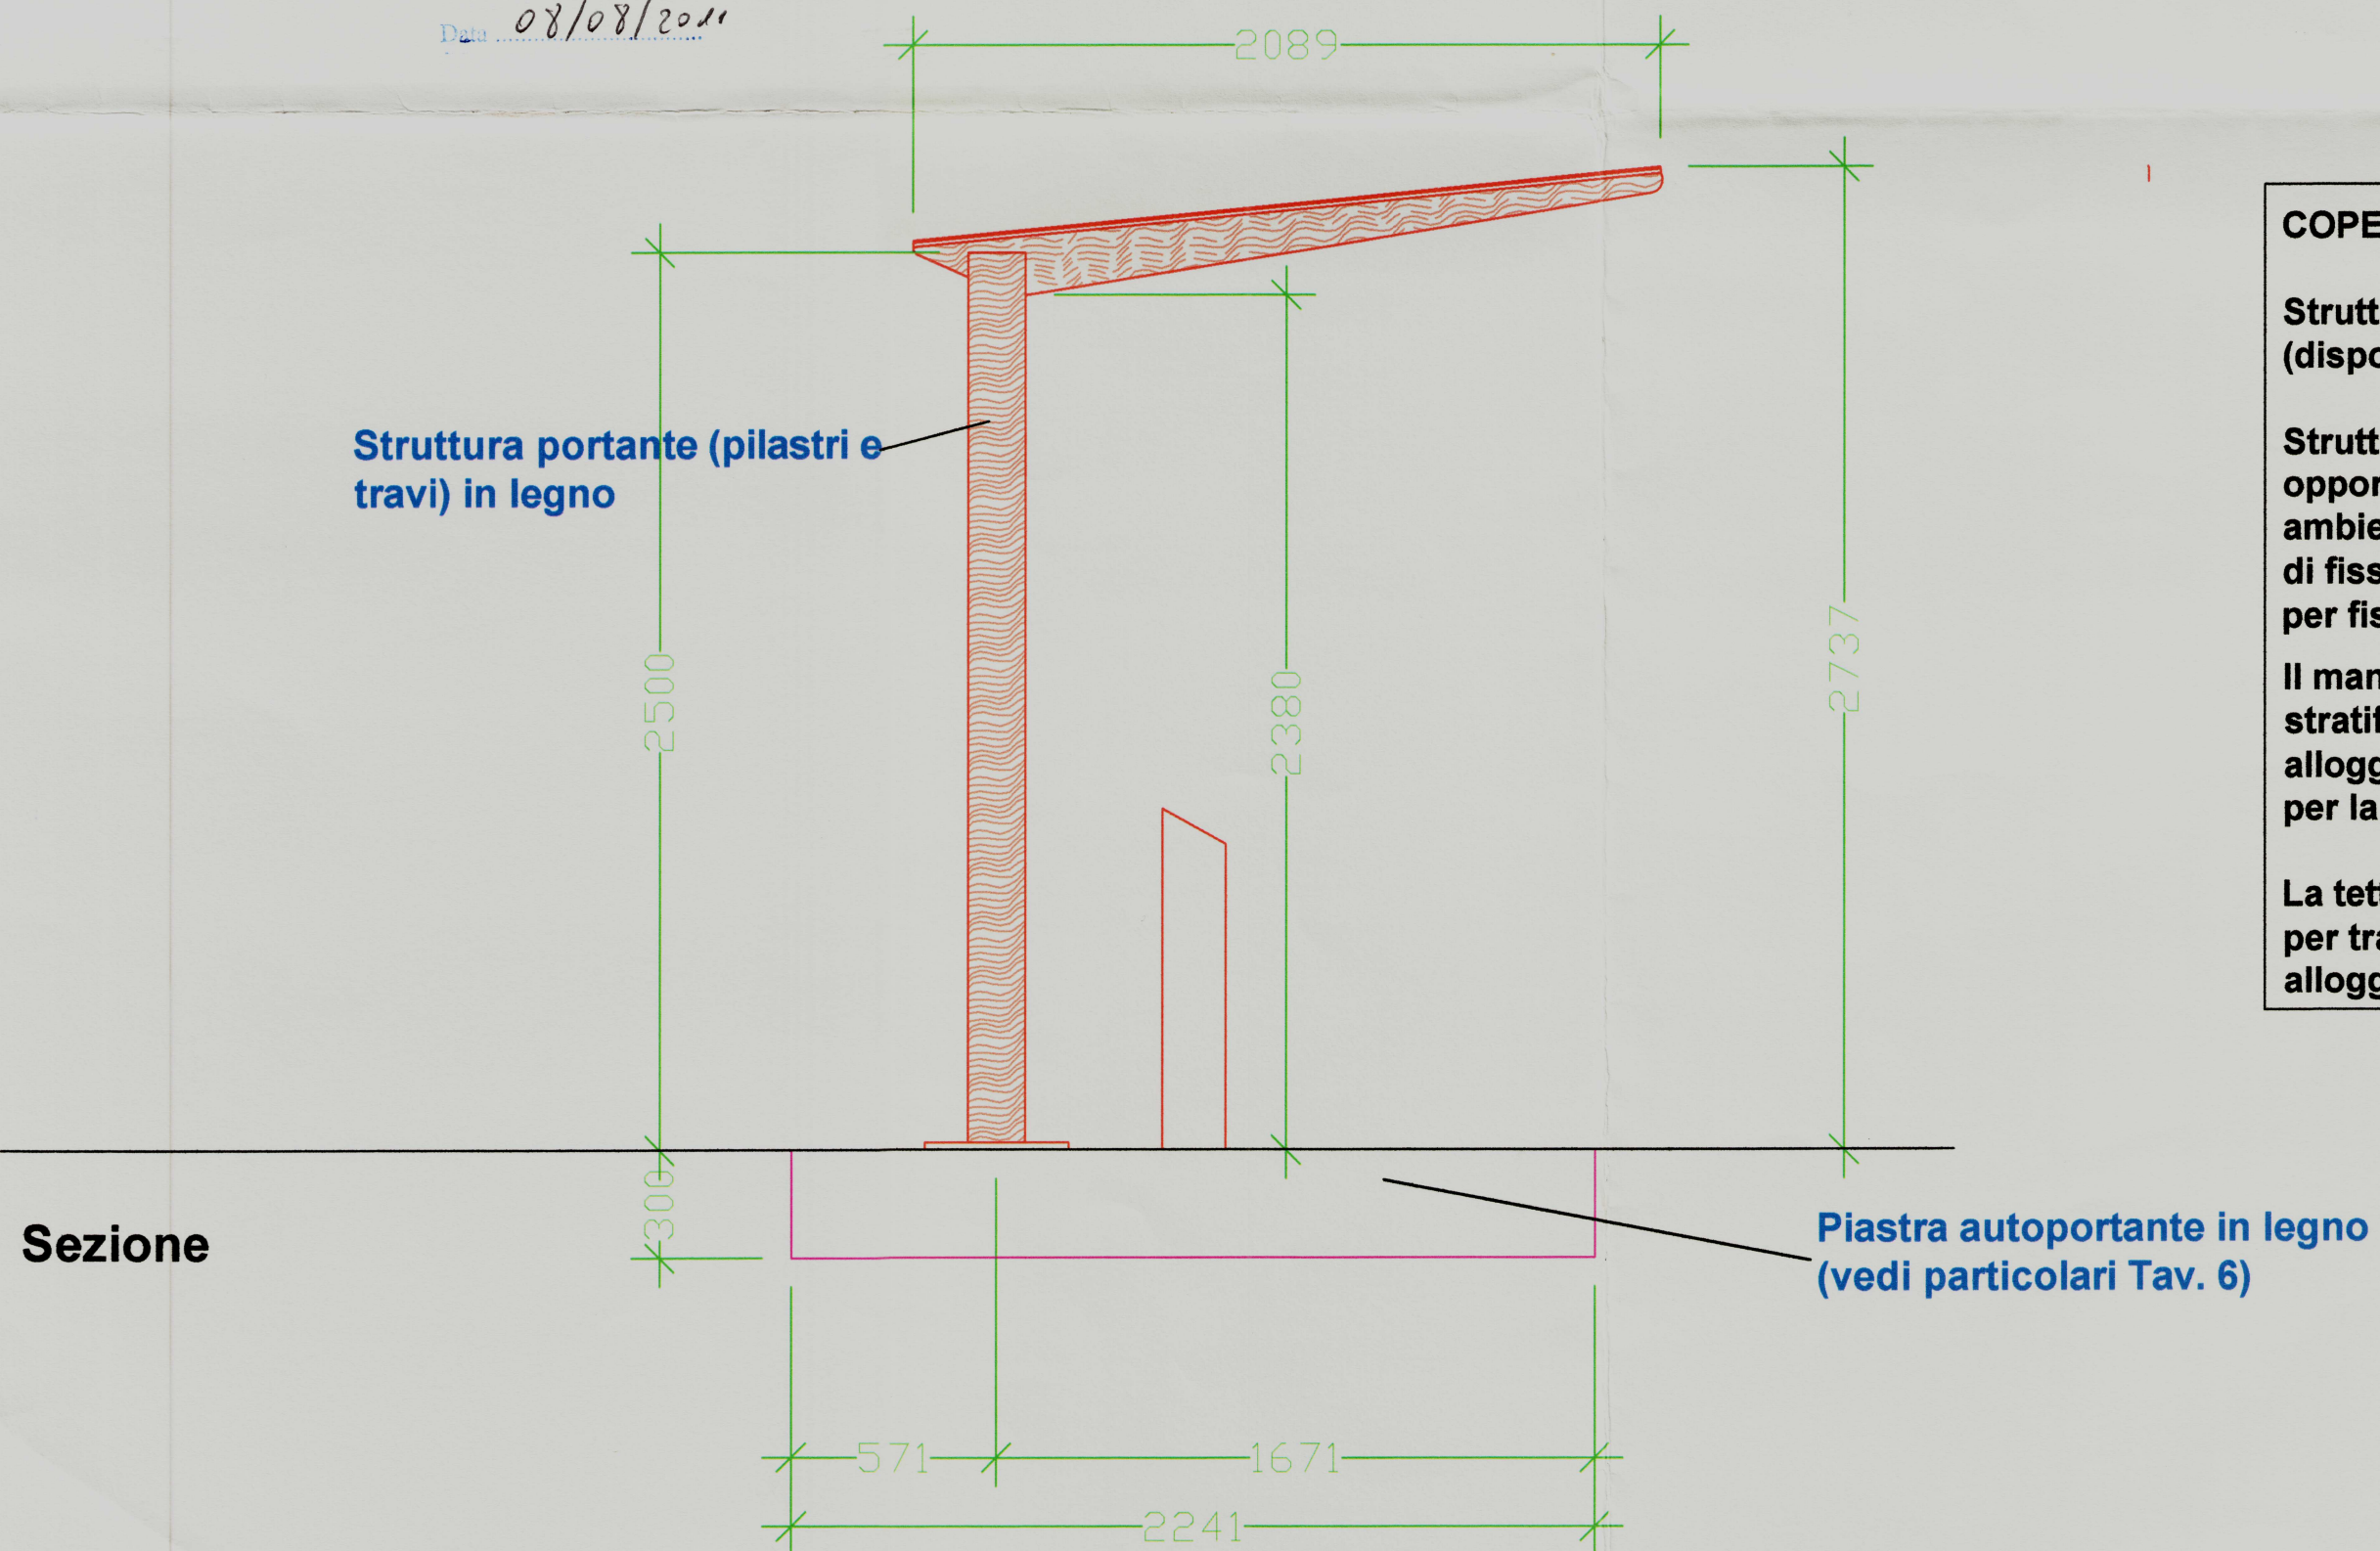 Data 08/08/2011
2089
COPE
Strutt
(dispo
Struttura portante (pilastri e
travi) in legno
Strutt
oppor
ambie
di fiss
per fis
2500
2380
2737
Il man
stratif
allogg
per la
La tett
per tra
allogg
300
Sezione
Piastra autoportante in legno
(vedi particolari Tav. 6)
571
1671
2241